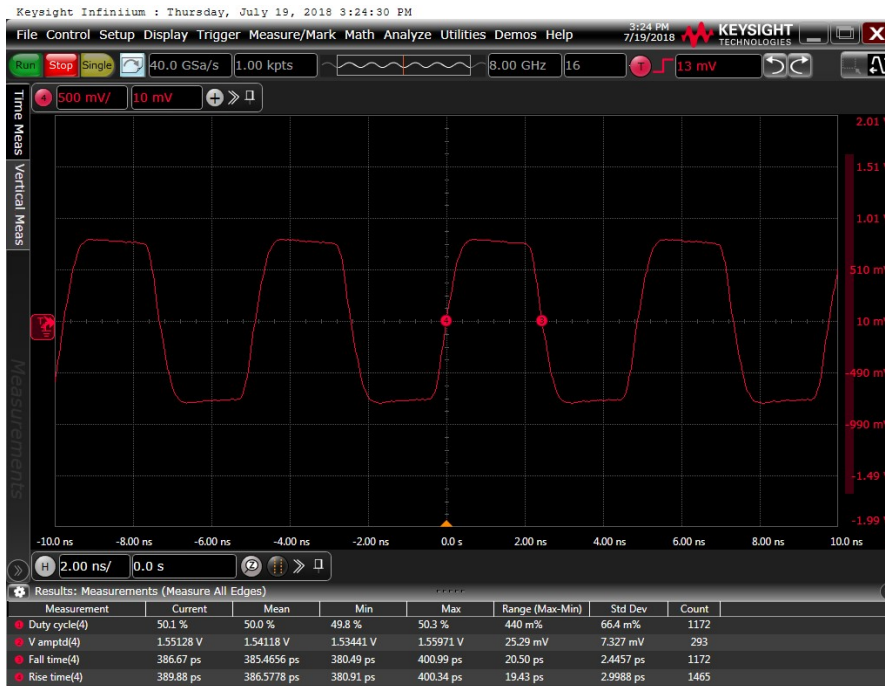 Keysight Infiniium : Thursday, July 19, 2018 3:24:30 PM
File Control Setup Display Trigger Measure/Mark Math Analyze Utilities Demos Help 3:24 PM 7/19/2018 KEYSIGHT TECHNOLOGIES X
Run Stop Single 40.0 GSa/s 1.00 kpts 8.00 GHz 16 T 13 mV
Time Meas
Vertical Meas
Measurements
4 500 mV/ 10 mV
2.01
1.51
1.01
510 m
10 m
-490 m
-990 m
-1.49
-1.99
4 3
-10.0 ns -8.00 ns -6.00 ns -4.00 ns -2.00 ns 0.0 s 2.00 ns 4.00 ns 6.00 ns 8.00 ns 10.0 ns
H 2.00 ns/ 0.0 s
Results: Measurements (Measure All Edges)
Measurement Current Mean Min Max Range (Max-Min) Std Dev Count
1 Duty cycle(4) 50.1 % 50.0 % 49.8 % 50.3 % 440 m% 66.4 m% 1172
2 V amptd(4) 1.55128 V 1.54118 V 1.53441 V 1.55971 V 25.29 mV 7.327 mV 293
3 Fall time(4) 386.67 ps 385.4656 ps 380.49 ps 400.99 ps 20.50 ps 2.4457 ps 1172
4 Rise time(4) 389.88 ps 386.5778 ps 380.91 ps 400.34 ps 19.43 ps 2.9988 ps 1465